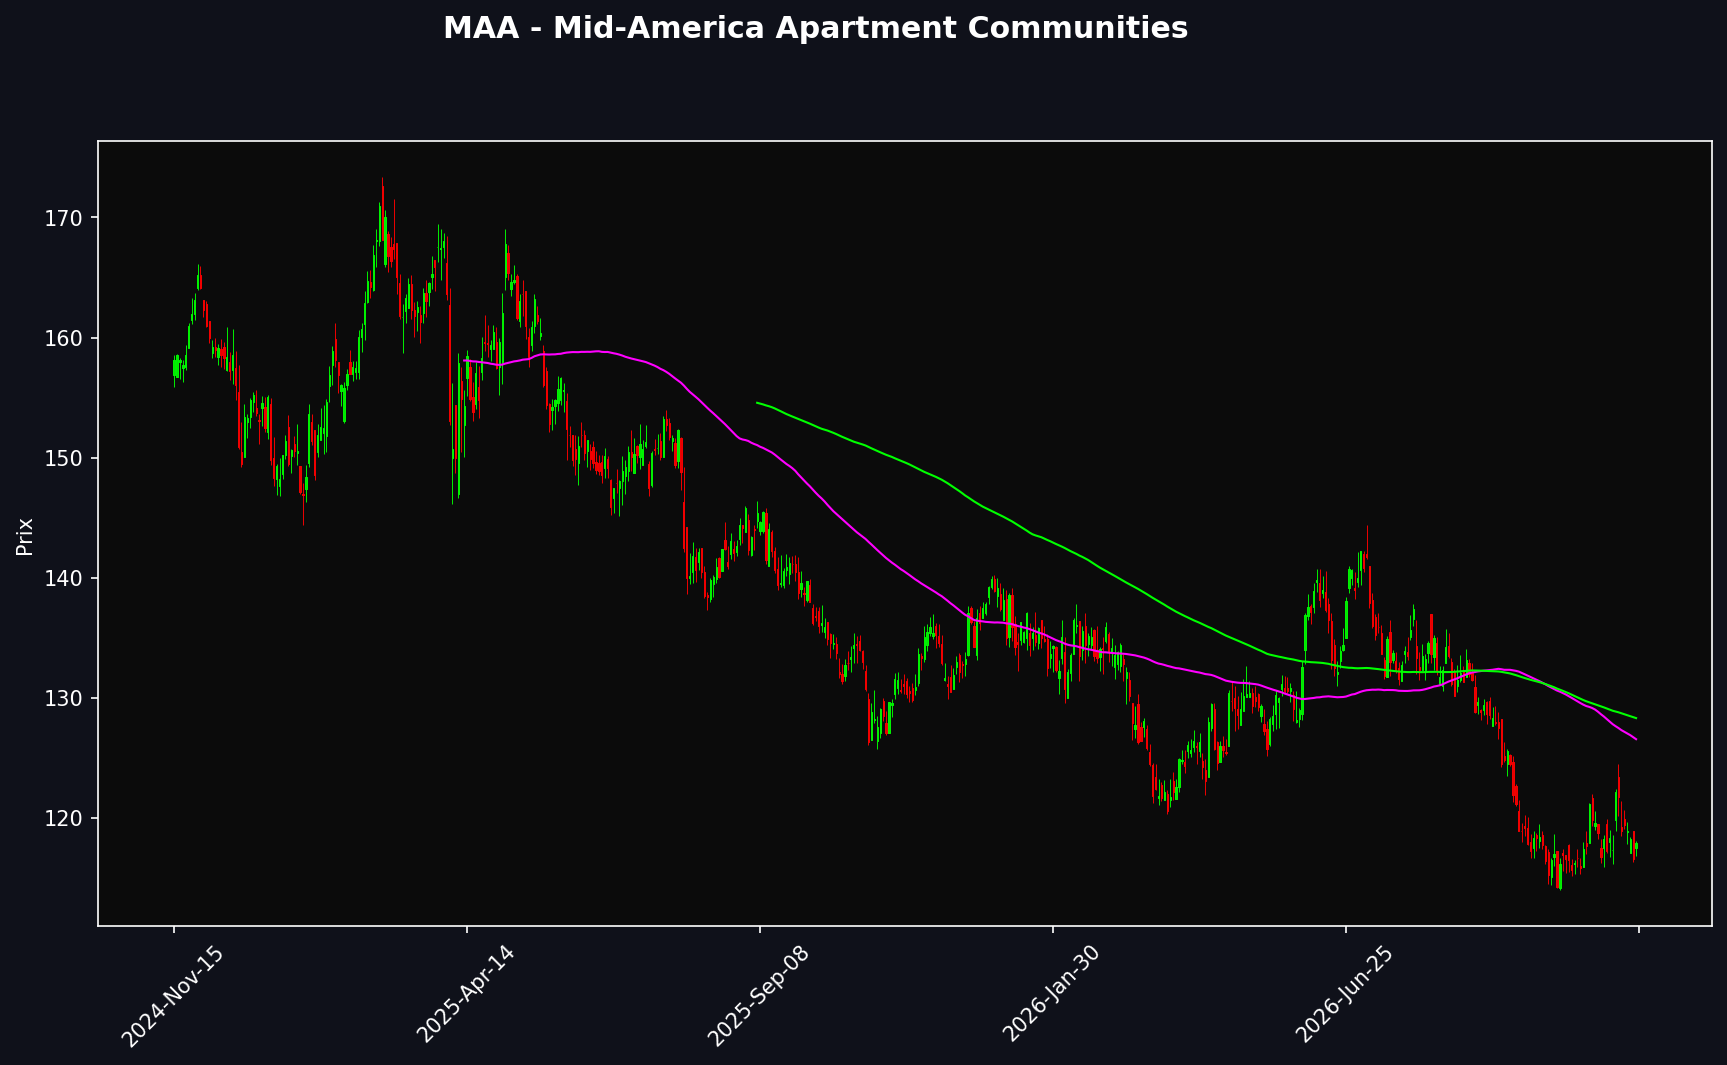 MAA - Mid-America Apartment Communities
Prix
170
160
150
140
130
120
2024-Nov-15
2025-Apr-14
2025-Sep-08
2026-Jan-30
2026-Jun-25